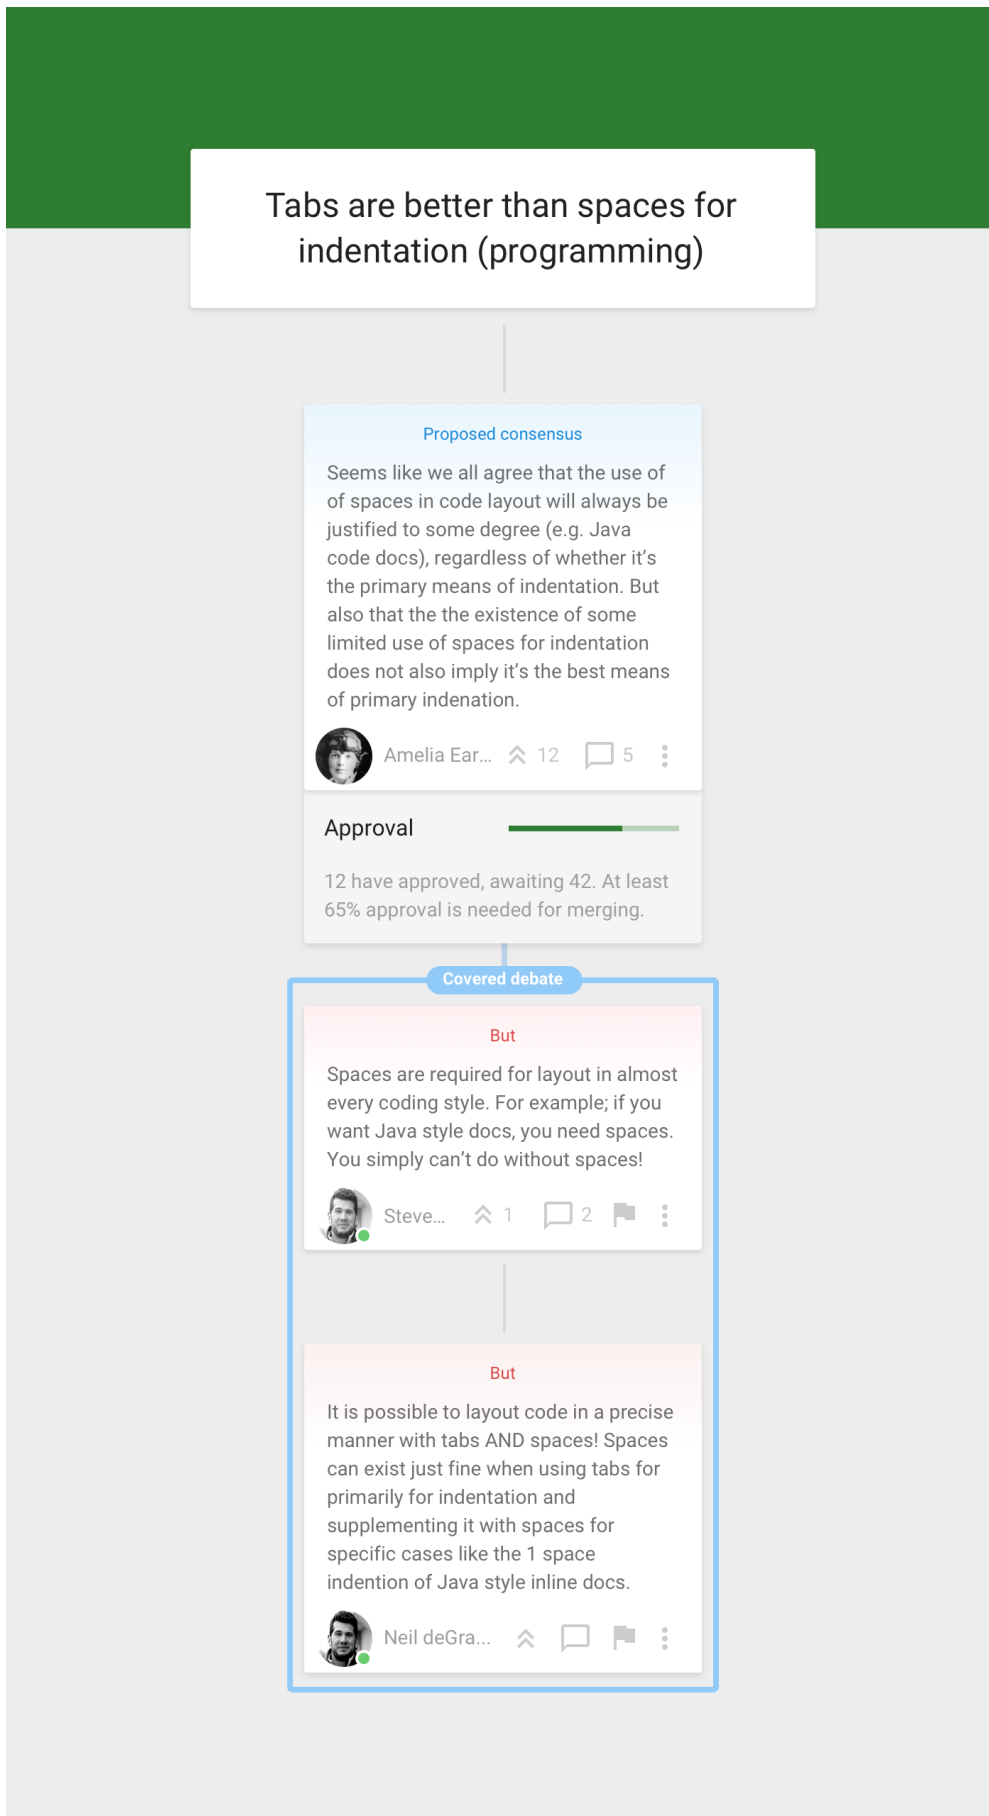 Tabs are better than spaces for
indentation (programming)
Proposed consensus
Seems like we all agree that the use of
of spaces in code layout will always be
justified to some degree (e.g. Java
code docs), regardless of whether it’s
the primary means of indentation. But
also that the the existence of some
limited use of spaces for indentation
does not also imply it’s the best means
of primary indenation.
Amelia Ear... 12 5
Approval
12 have approved, awaiting 42. At least
65% approval is needed for merging.
Covered debate
But
Spaces are required for layout in almost
every coding style. For example; if you
want Java style docs, you need spaces.
You simply can’t do without spaces!
Steve... 1 2
But
It is possible to layout code in a precise
manner with tabs AND spaces! Spaces
can exist just fine when using tabs for
primarily for indentation and
supplementing it with spaces for
specific cases like the 1 space
indention of Java style inline docs.
Neil deGra...